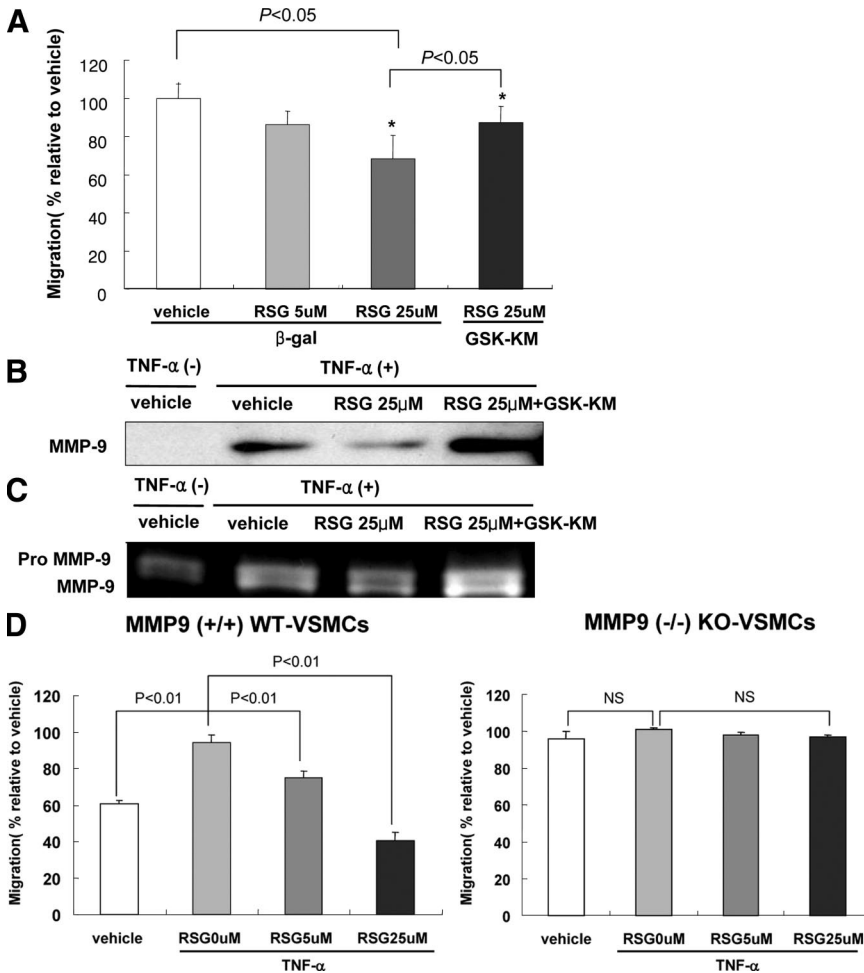 A
P<0.05
P<0.05
Migration( % relative to vehicle)
120
100
80
60
40
20
0
*
*
vehicle
RSG 5uM
RSG 25uM
RSG 25uM
β-gal
GSK-KM
B
TNF-α (-)
TNF-α (+)
vehicle
vehicle
RSG 25μM
RSG 25μM+GSK-KM
MMP-9
C
TNF-α (-)
TNF-α (+)
vehicle
vehicle
RSG 25μM
RSG 25μM+GSK-KM
Pro MMP-9
MMP-9
D
MMP9 (+/+) WT-VSMCs
P<0.01
P<0.01
P<0.01
Migration( % relative to vehicle)
120
100
80
60
40
20
0
vehicle
RSG0uM
RSG5uM
RSG25uM
TNF-α
MMP9 (-/-) KO-VSMCs
NS
NS
Migration( % relative to vehicle)
120
100
80
60
40
20
0
vehicle
RSG0uM
RSG5uM
RSG25uM
TNF-α